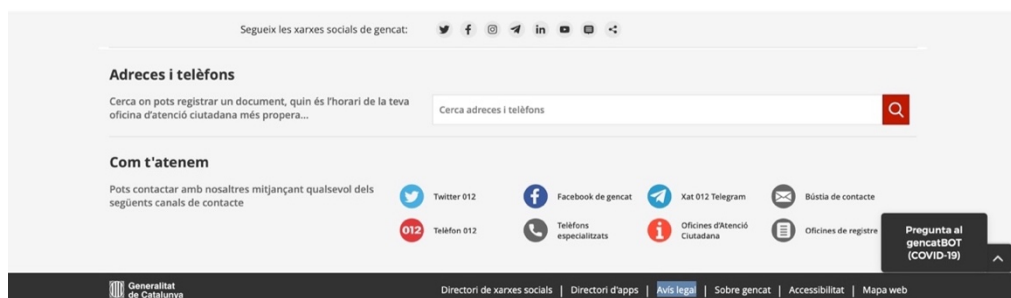 Segueix les xarxes socials de gencat:
Adreces i telèfons
Cerca on pots registrar un document, quin és l'horari de la teva
oficina d'atenció ciutadana més propera...
Cerca adreces i telèfons
Com t'atenem
Pots contactar amb nosaltres mitjançant qualsevol dels
següents canals de contacte
Twitter 012
Facebook de gencat
Xat 012 Telegram
Bústia de contacte
012 Telèfon 012
Telèfons
especialitzats
Oficines d'Atenció
Ciutadana
Oficines de registre
Pregunta al
gencatBOT
(COVID-19)
Generalitat
de Catalunya
Directori de xarxes socials | Directori d'apps | Avís legal | Sobre gencat | Accessibilitat | Mapa web